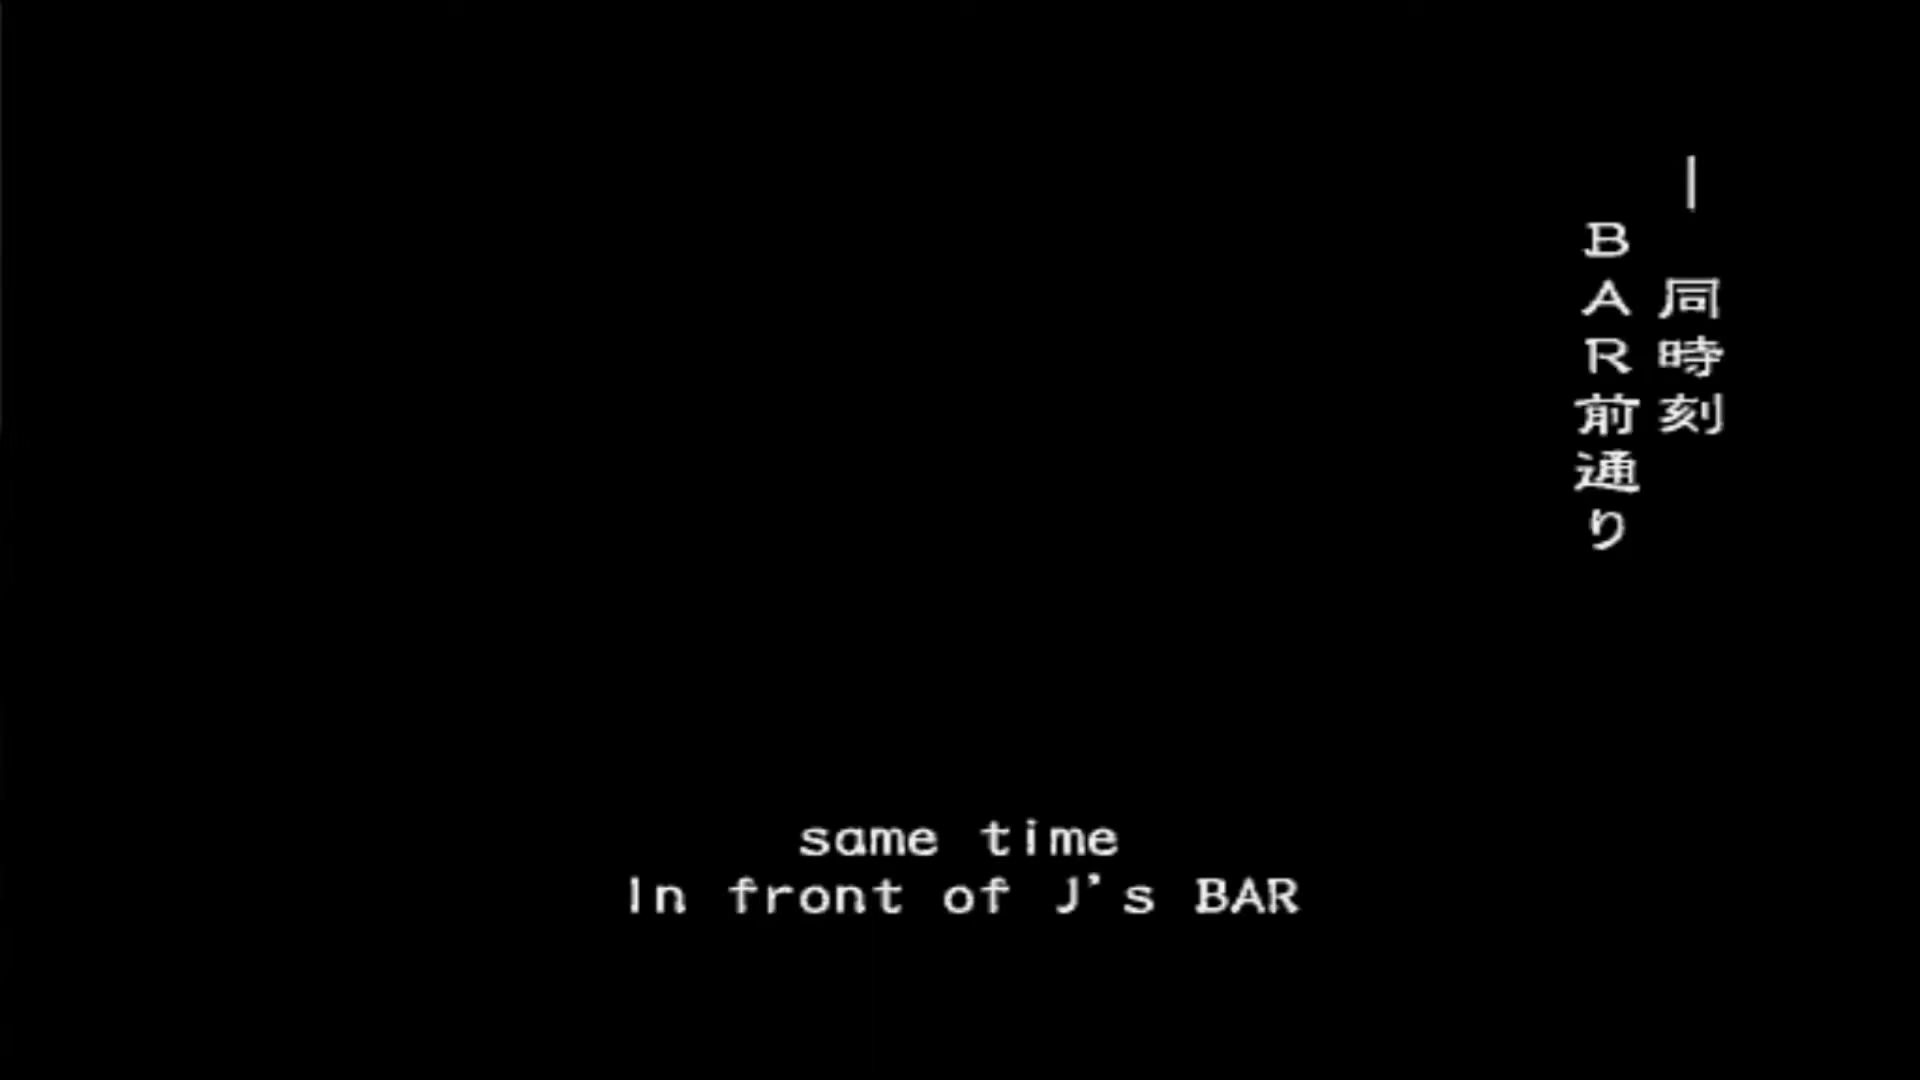 ― 同時刻
BAR前通り
same time
In front of J's BAR